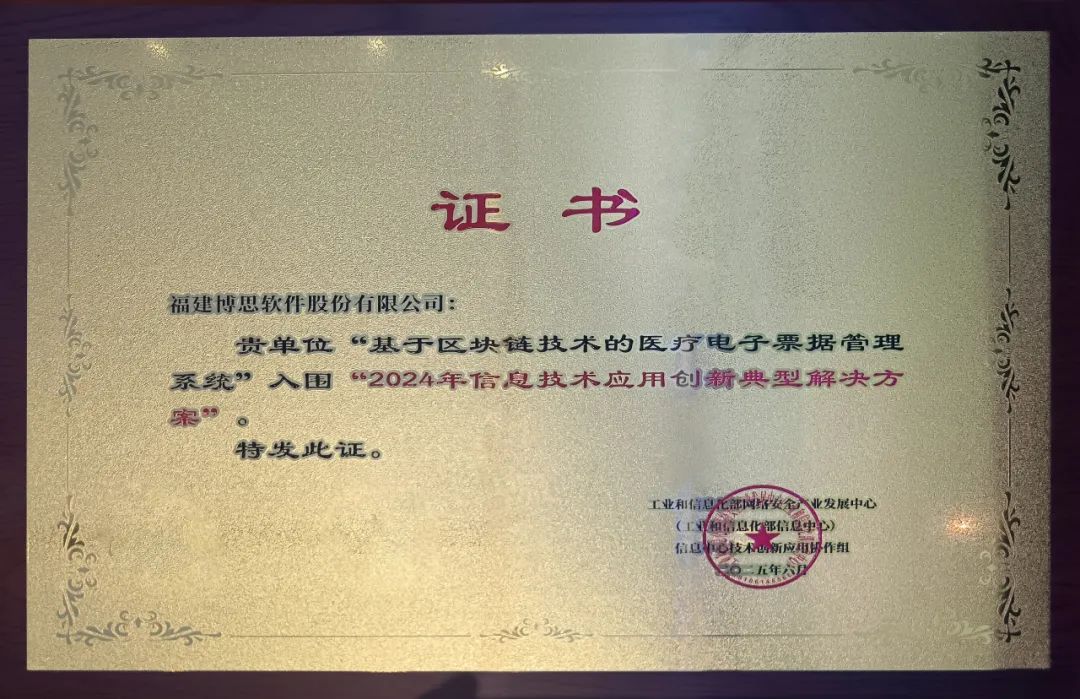 证书
福建博思软件股份有限公司：
贵单位“基于区块链技术的医疗电子票据管理
系统”入围“2024年信息技术应用创新典型解决方
案”。
特发此证。
工业和信息化部网络安全产业发展中心
（工业和信息化部信息中心）
信息中心技术创新应用协作组
二〇二五年六月